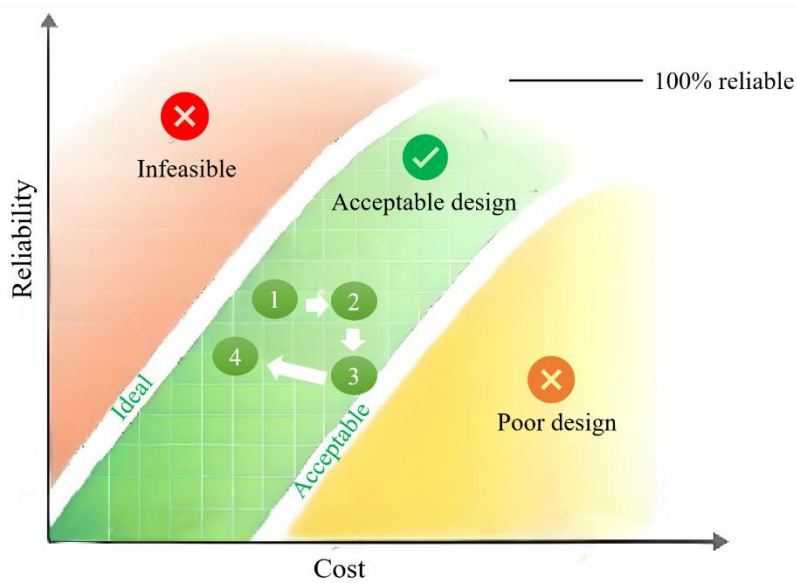 100% reliable
Infeasible
Acceptable design
Reliability
1
2
4
3
Ideal
Acceptable
Poor design
Cost